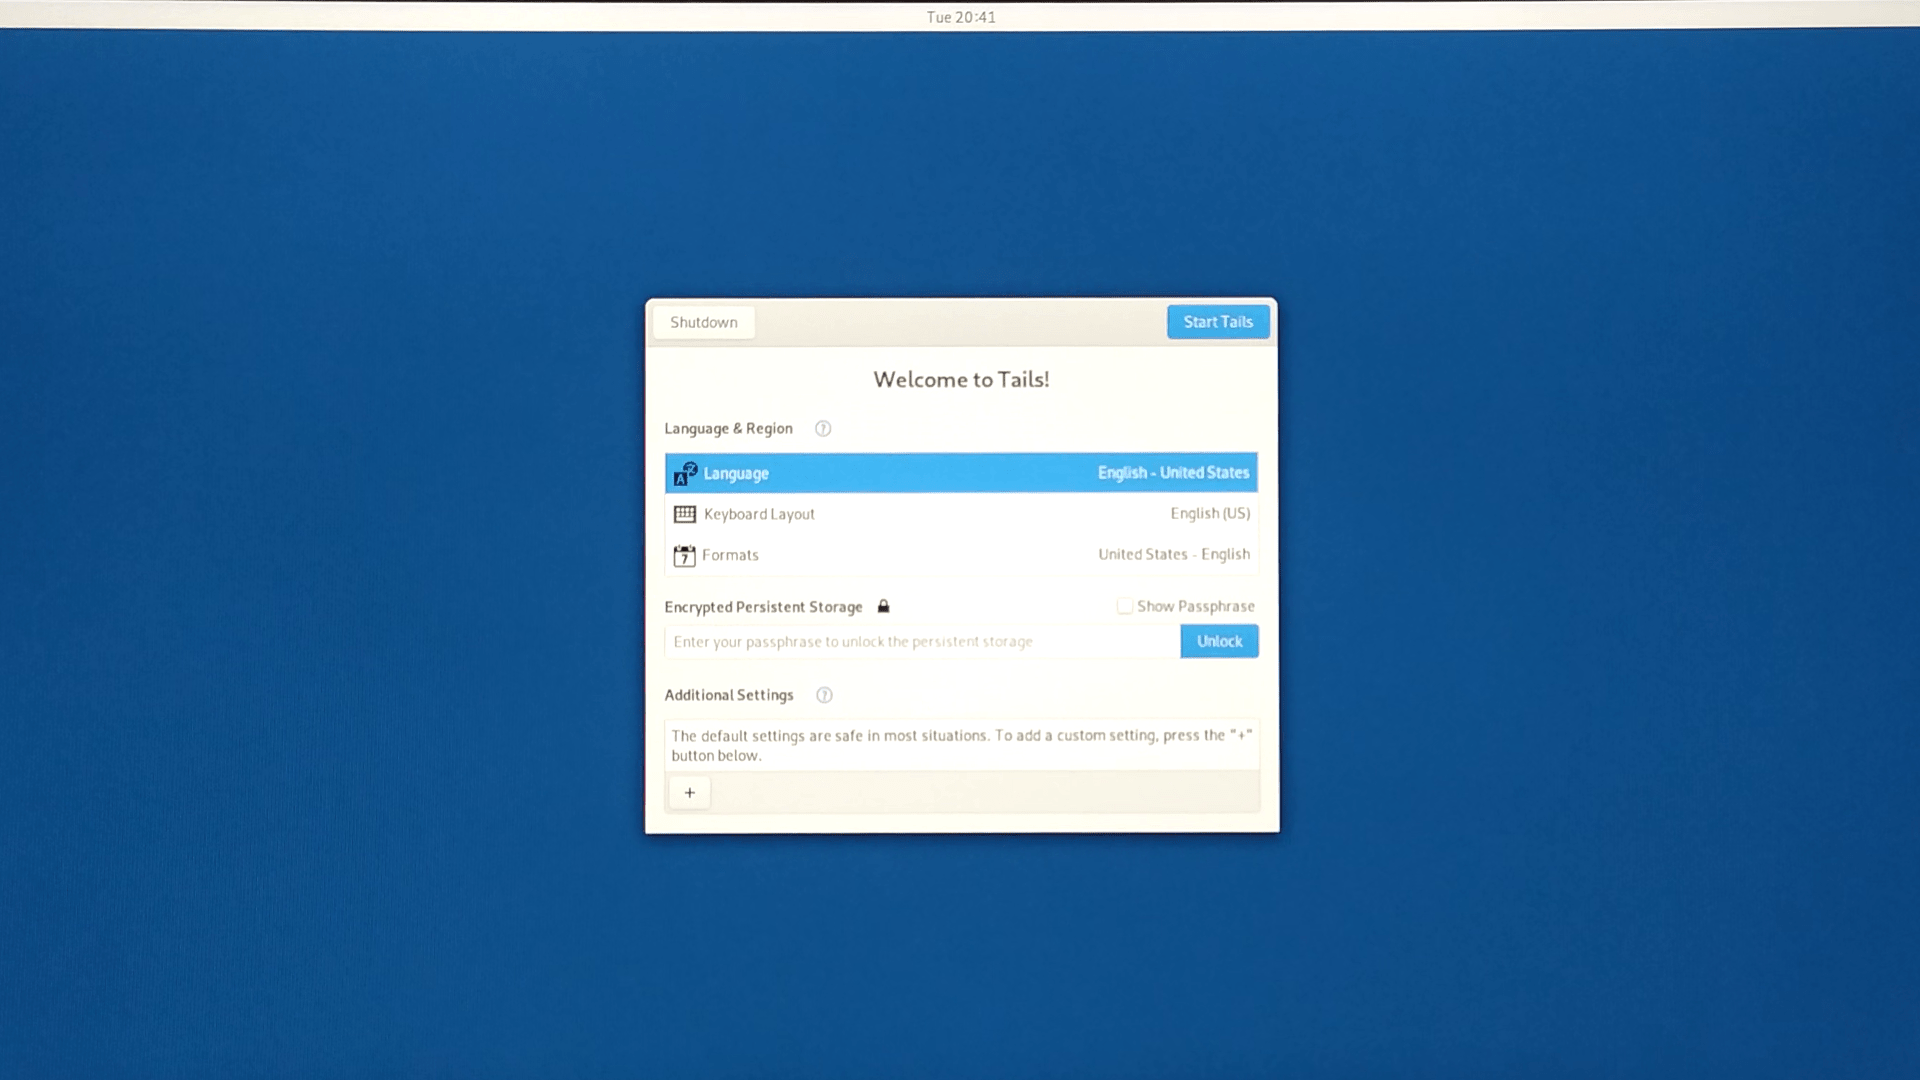 Tue 20:41
Shutdown
Start Tails
Welcome to Tails!
Language & Region ?
Language English - United States
Keyboard Layout English (US)
7 Formats United States - English
Encrypted Persistent Storage Show Passphrase
Enter your passphrase to unlock the persistent storage Unlock
Additional Settings ?
The default settings are safe in most situations. To add a custom setting, press the "+"
button below.
+